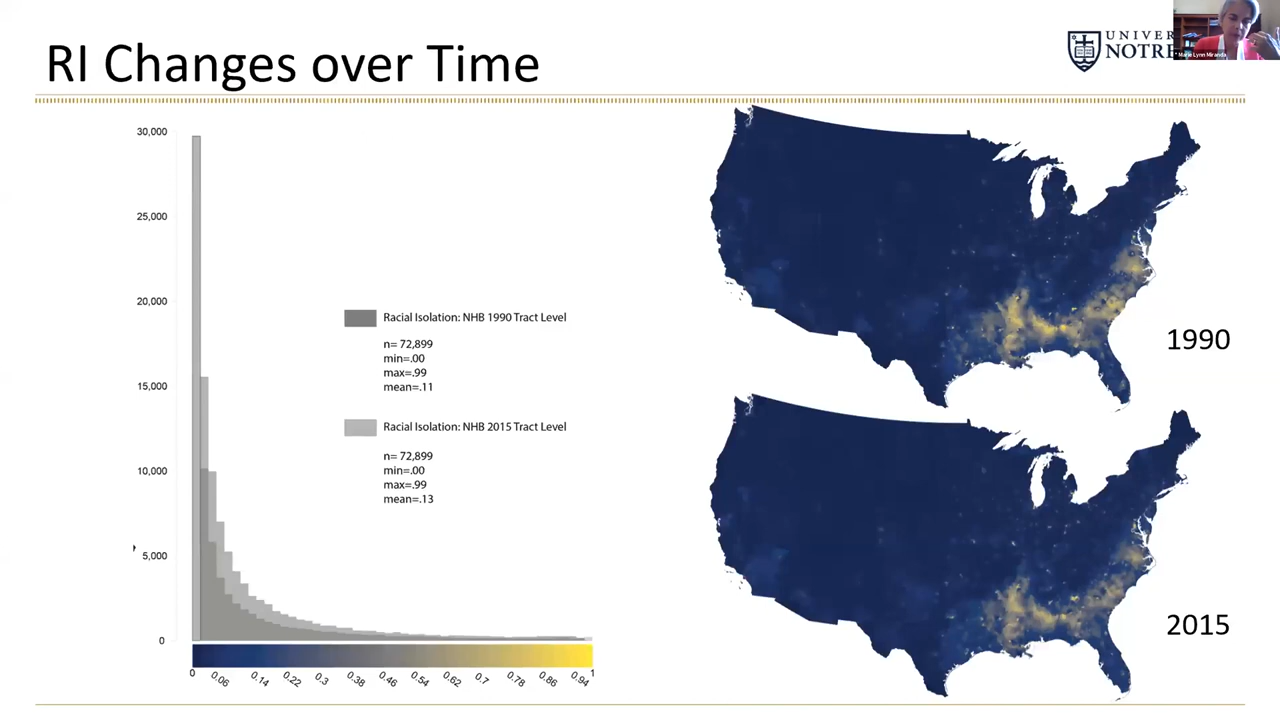 RI Changes over Time
UNIVER
NOTRE
Marie Lynn Miranda
30,000
25,000
20,000
15,000
10,000
5,000
0
Racial Isolation: NHB 1990 Tract Level
n= 72,899
min=.00
max=.99
mean=.11
Racial Isolation: NHB 2015 Tract Level
n= 72,899
min=.00
max=.99
mean=.13
0 0.06 0.14 0.22 0.3 0.38 0.46 0.54 0.62 0.7 0.78 0.86 0.94 1
1990
2015